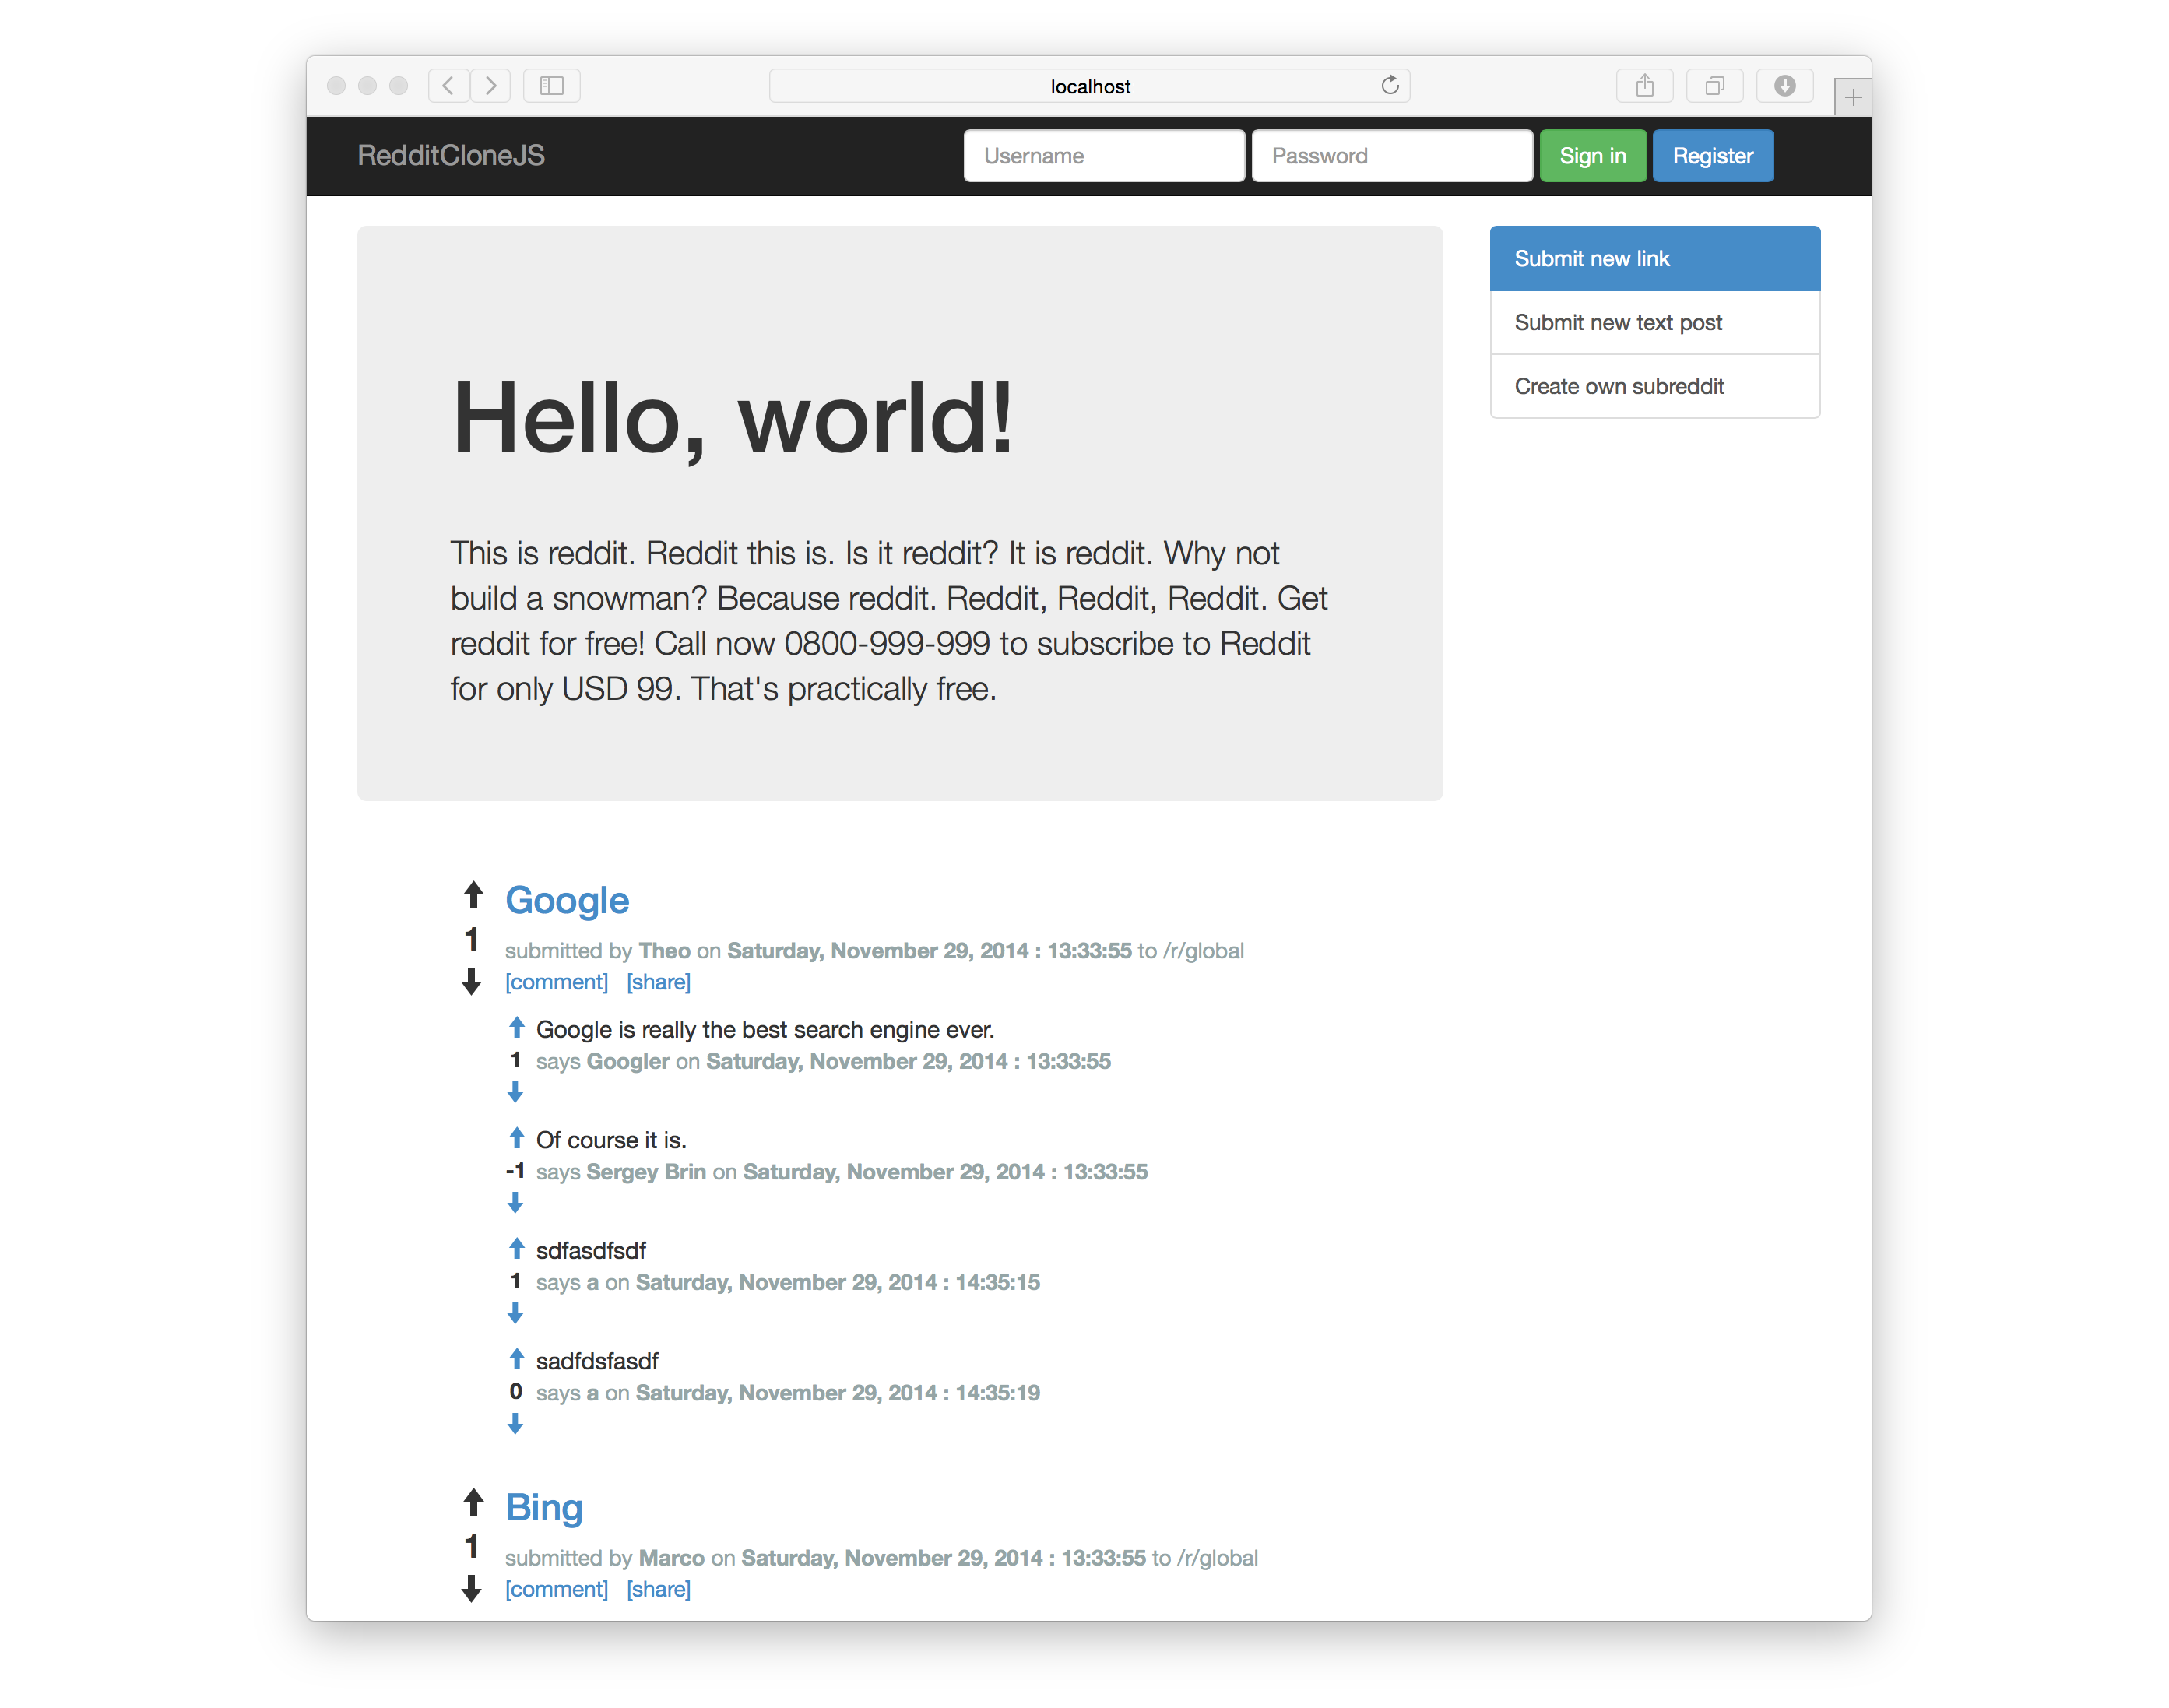 localhost
RedditCloneJS
Username
Password
Sign in
Register
Hello, world!
This is reddit. Reddit this is. Is it reddit? It is reddit. Why not
build a snowman? Because reddit. Reddit, Reddit, Reddit. Get
reddit for free! Call now 0800-999-999 to subscribe to Reddit
for only USD 99. That's practically free.
Submit new link
Submit new text post
Create own subreddit
Google
1
submitted by Theo on Saturday, November 29, 2014 : 13:33:55 to /r/global
[comment] [share]
Google is really the best search engine ever.
1 says Googler on Saturday, November 29, 2014 : 13:33:55
Of course it is.
-1 says Sergey Brin on Saturday, November 29, 2014 : 13:33:55
sdfasdfsdf
1 says a on Saturday, November 29, 2014 : 14:35:15
sadfdsfasdf
0 says a on Saturday, November 29, 2014 : 14:35:19
Bing
1
submitted by Marco on Saturday, November 29, 2014 : 13:33:55 to /r/global
[comment] [share]